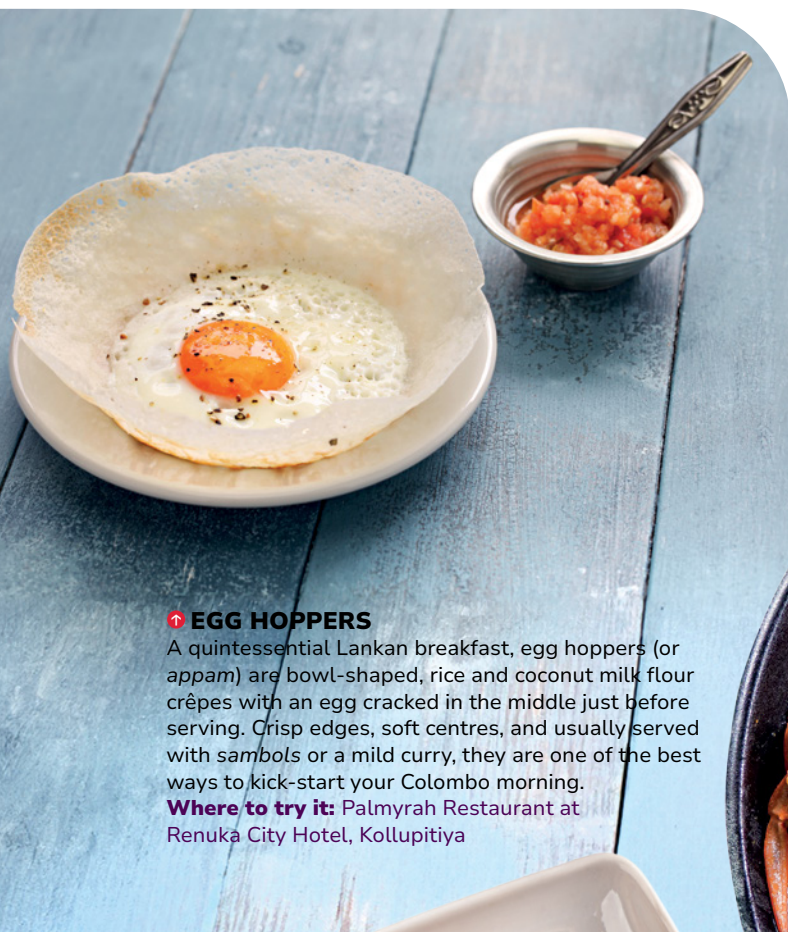 EGG HOPPERS
A quintessential Lankan breakfast, egg hoppers (or
appam) are bowl-shaped, rice and coconut milk flour
crêpes with an egg cracked in the middle just before
serving. Crisp edges, soft centres, and usually served
with sambols or a mild curry, they are one of the best
ways to kick-start your Colombo morning.
Where to try it: Palmyrah Restaurant at
Renuka City Hotel, Kollupitiya